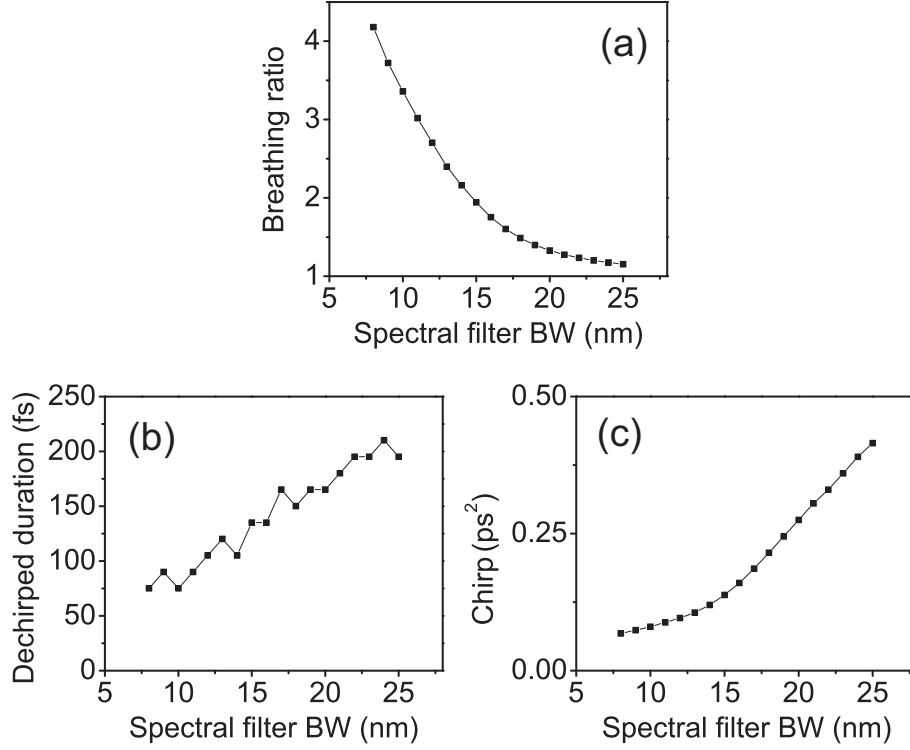 (a)
Breathing ratio
4
3
2
1
5 10 15 20 25
Spectral filter BW (nm)
(b)
Dechirped duration (fs)
250
200
150
100
50
0
5 10 15 20 25
Spectral filter BW (nm)
(c)
Chirp (ps²)
0.50
0.25
0.00
5 10 15 20 25
Spectral filter BW (nm)